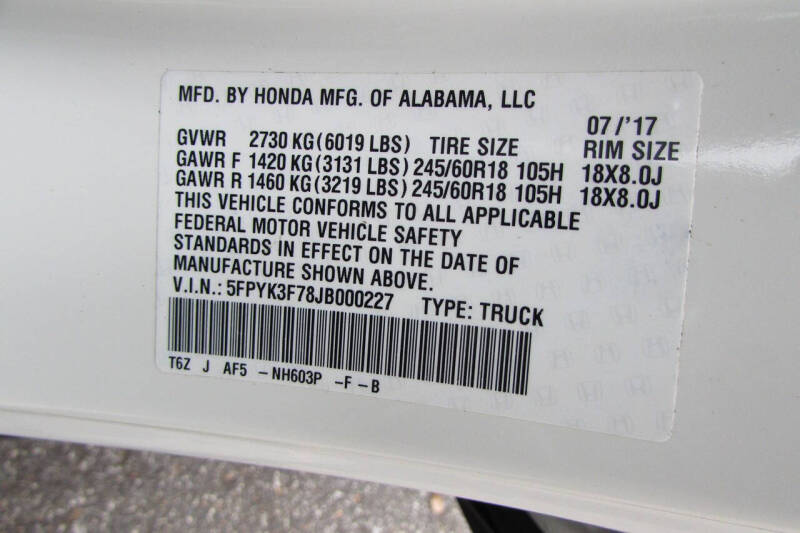 MFD. BY HONDA MFG. OF ALABAMA, LLC
07/'17
GVWR 2730 KG(6019 LBS) TIRE SIZE RIM SIZE
GAWR F 1420 KG(3131 LBS) 245/60R18 105H 18X8.0J
GAWR R 1460 KG(3219 LBS) 245/60R18 105H 18X8.0J
THIS VEHICLE CONFORMS TO ALL APPLICABLE
FEDERAL MOTOR VEHICLE SAFETY
STANDARDS IN EFFECT ON THE DATE OF
MANUFACTURE SHOWN ABOVE.
V.I.N.: 5FPYK3F78JB000227 TYPE: TRUCK
T6Z J AF5 -NH603P -F-B